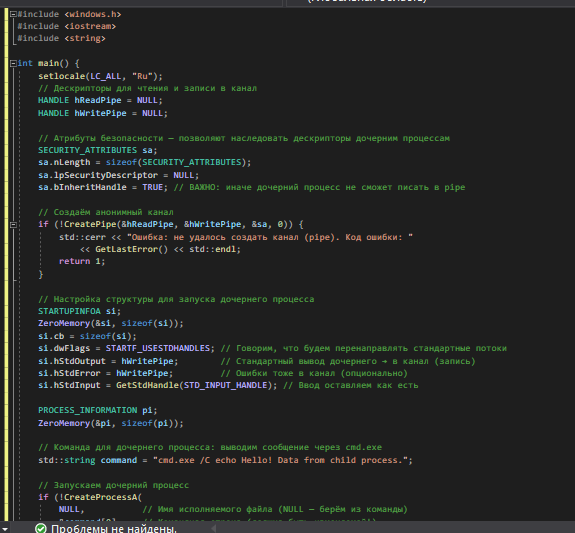 #include <windows.h>
#include <iostream>
#include <string>
int main() {
setlocale(LC_ALL, "Ru");
// Дескрипторы для чтения и записи в канал
HANDLE hReadPipe = NULL;
HANDLE hWritePipe = NULL;
// Атрибуты безопасности — позволяют наследовать дескрипторы дочерним процессам
SECURITY_ATTRIBUTES sa;
sa.nLength = sizeof(SECURITY_ATTRIBUTES);
sa.lpSecurityDescriptor = NULL;
sa.bInheritHandle = TRUE; // ВАЖНО: иначе дочерний процесс не сможет писать в pipe
// Создаём анонимный канал
if (!CreatePipe(&hReadPipe, &hWritePipe, &sa, 0)) {
std::cerr << "Ошибка: не удалось создать канал (pipe). Код ошибки: "
<< GetLastError() << std::endl;
return 1;
}
// Настройка структуры для запуска дочернего процесса
STARTUPINFOA si;
ZeroMemory(&si, sizeof(si));
si.cb = sizeof(si);
si.dwFlags = STARTF_USESTDHANDLES; // Говорим, что будем перенаправлять стандартные потоки
si.hStdOutput = hWritePipe; // Стандартный вывод дочернего → в канал (запись)
si.hStdError = hWritePipe; // Ошибки тоже в канал (опционально)
si.hStdInput = GetStdHandle(STD_INPUT_HANDLE); // Ввод оставляем как есть
PROCESS_INFORMATION pi;
ZeroMemory(&pi, sizeof(pi));
// Команда для дочернего процесса: выводим сообщение через cmd.exe
std::string command = "cmd.exe /C echo Hello! Data from child process.";
// Запускаем дочерний процесс
if (!CreateProcessA(
NULL, // Имя исполняемого файла (NULL — берём из команды)
Проблемы не найдены.